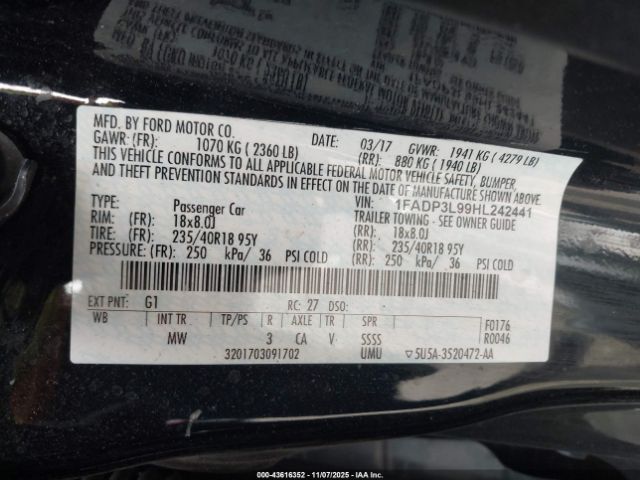 MFD. BY FORD MOTOR CO.
DATE: 03/17 GVWR: 1941 KG ( 4279 LB)
GAWR: (FR): 1070 KG ( 2360 LB) (RR): 880 KG ( 1940 LB)
THIS VEHICLE CONFORMS TO ALL APPLICABLE FEDERAL MOTOR VEHICLE SAFETY, BUMPER,
AND THEFT PREVENTION STANDARDS IN EFFECT ON THE DATE OF MANUFACTURE SHOWN ABOVE.
VIN: 1FADP3L99HL242441
TYPE: Passenger Car TRAILER TOWING - SEE OWNER GUIDE
RIM: (FR): 18x8.0J (RR): 18x8.0J
TIRE: (FR): 235/40R18 95Y (RR): 235/40R18 95Y
PRESSURE: (FR): 250 kPa/ 36 PSI COLD (RR): 250 kPa/ 36 PSI COLD
EXT PNT: G1 RC: 27 DSO:
WB INT TR TP/PS R AXLE TR SPR F0176
MW 3 CA V SSSS R0046
3201703091702 UMU ▽5U5A-3520472-AA
43616352 - 11/07/2025 - IAAI.CA